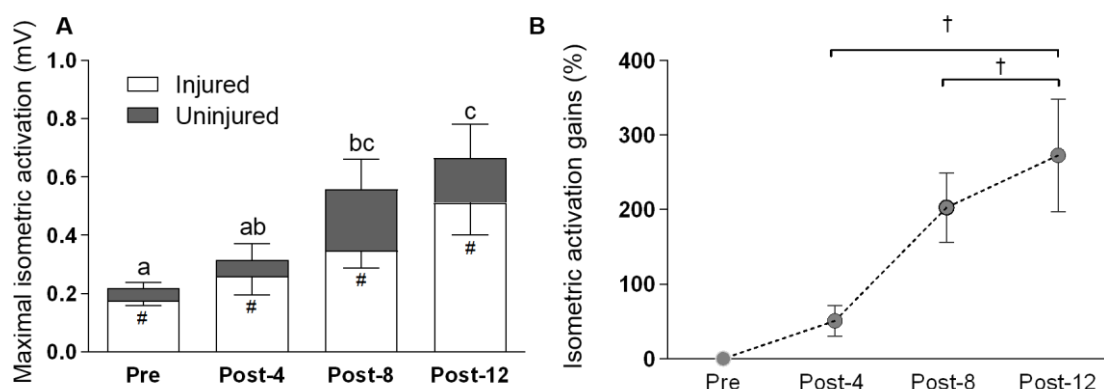 A
Maximal isometric activation (mV)
1.0
0.8
0.6
0.4
0.2
0.0
Injured
Uninjured
a
ab
bc
c
#
#
#
#
Pre
Post-4
Post-8
Post-12
B
Isometric activation gains (%)
400
300
200
100
0
†
†
Pre
Post-4
Post-8
Post-12